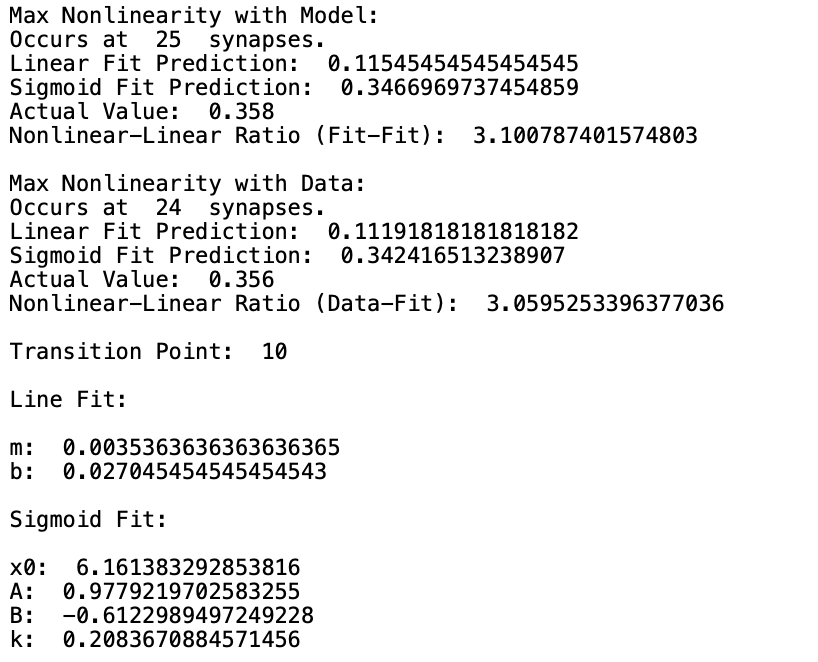 Max Nonlinearity with Model:
Occurs at  25  synapses.
Linear Fit Prediction:  0.11545454545454545
Sigmoid Fit Prediction:  0.3466969737454859
Actual Value:  0.358
Nonlinear-Linear Ratio (Fit-Fit):  3.100787401574803
Max Nonlinearity with Data:
Occurs at  24  synapses.
Linear Fit Prediction:  0.11191818181818182
Sigmoid Fit Prediction:  0.342416513238907
Actual Value:  0.356
Nonlinear-Linear Ratio (Data-Fit):  3.0595253396377036
Transition Point:  10
Line Fit:
m:  0.0035363636363636365
b:  0.027045454545454543
Sigmoid Fit:
x0:  6.161383292853816
A:  0.9779219702583255
B:  -0.6122989497249228
k:  0.2083670884571456